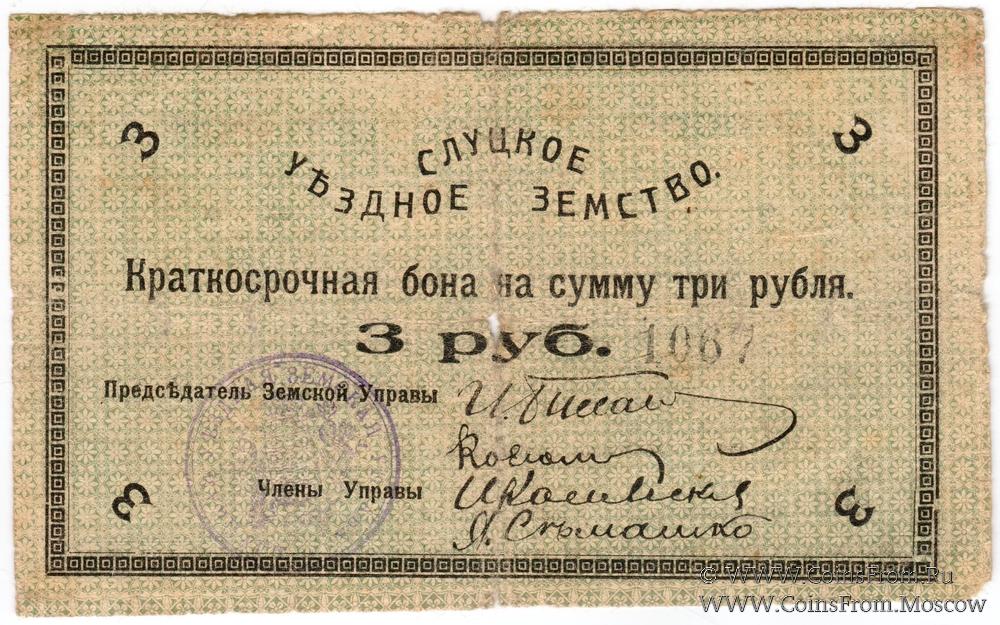 3 3
СЛУЦКОЕ
УѢЗДНОЕ ЗЕМСТВО.
Краткосрочная бона на сумму три рубля.
3 руб. 1067
Предсѣдатель Земской Управы
Члены Управы
3 3
© www.CoinsFrom.Ru
www.CoinsFrom.Moscow